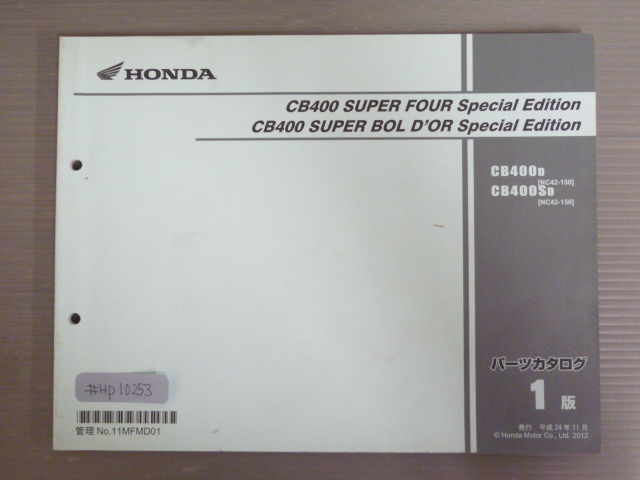 HONDA
CB400 SUPER FOUR Special Edition
CB400 SUPER BOL D'OR Special Edition
CB400D
[NC42-150]
CB400SD
[NC42-150]
パーツカタログ
1版
発行 平成24年11月
© Honda Motor Co., Ltd. 2012
#HP10253
管理 No.11MFMD01